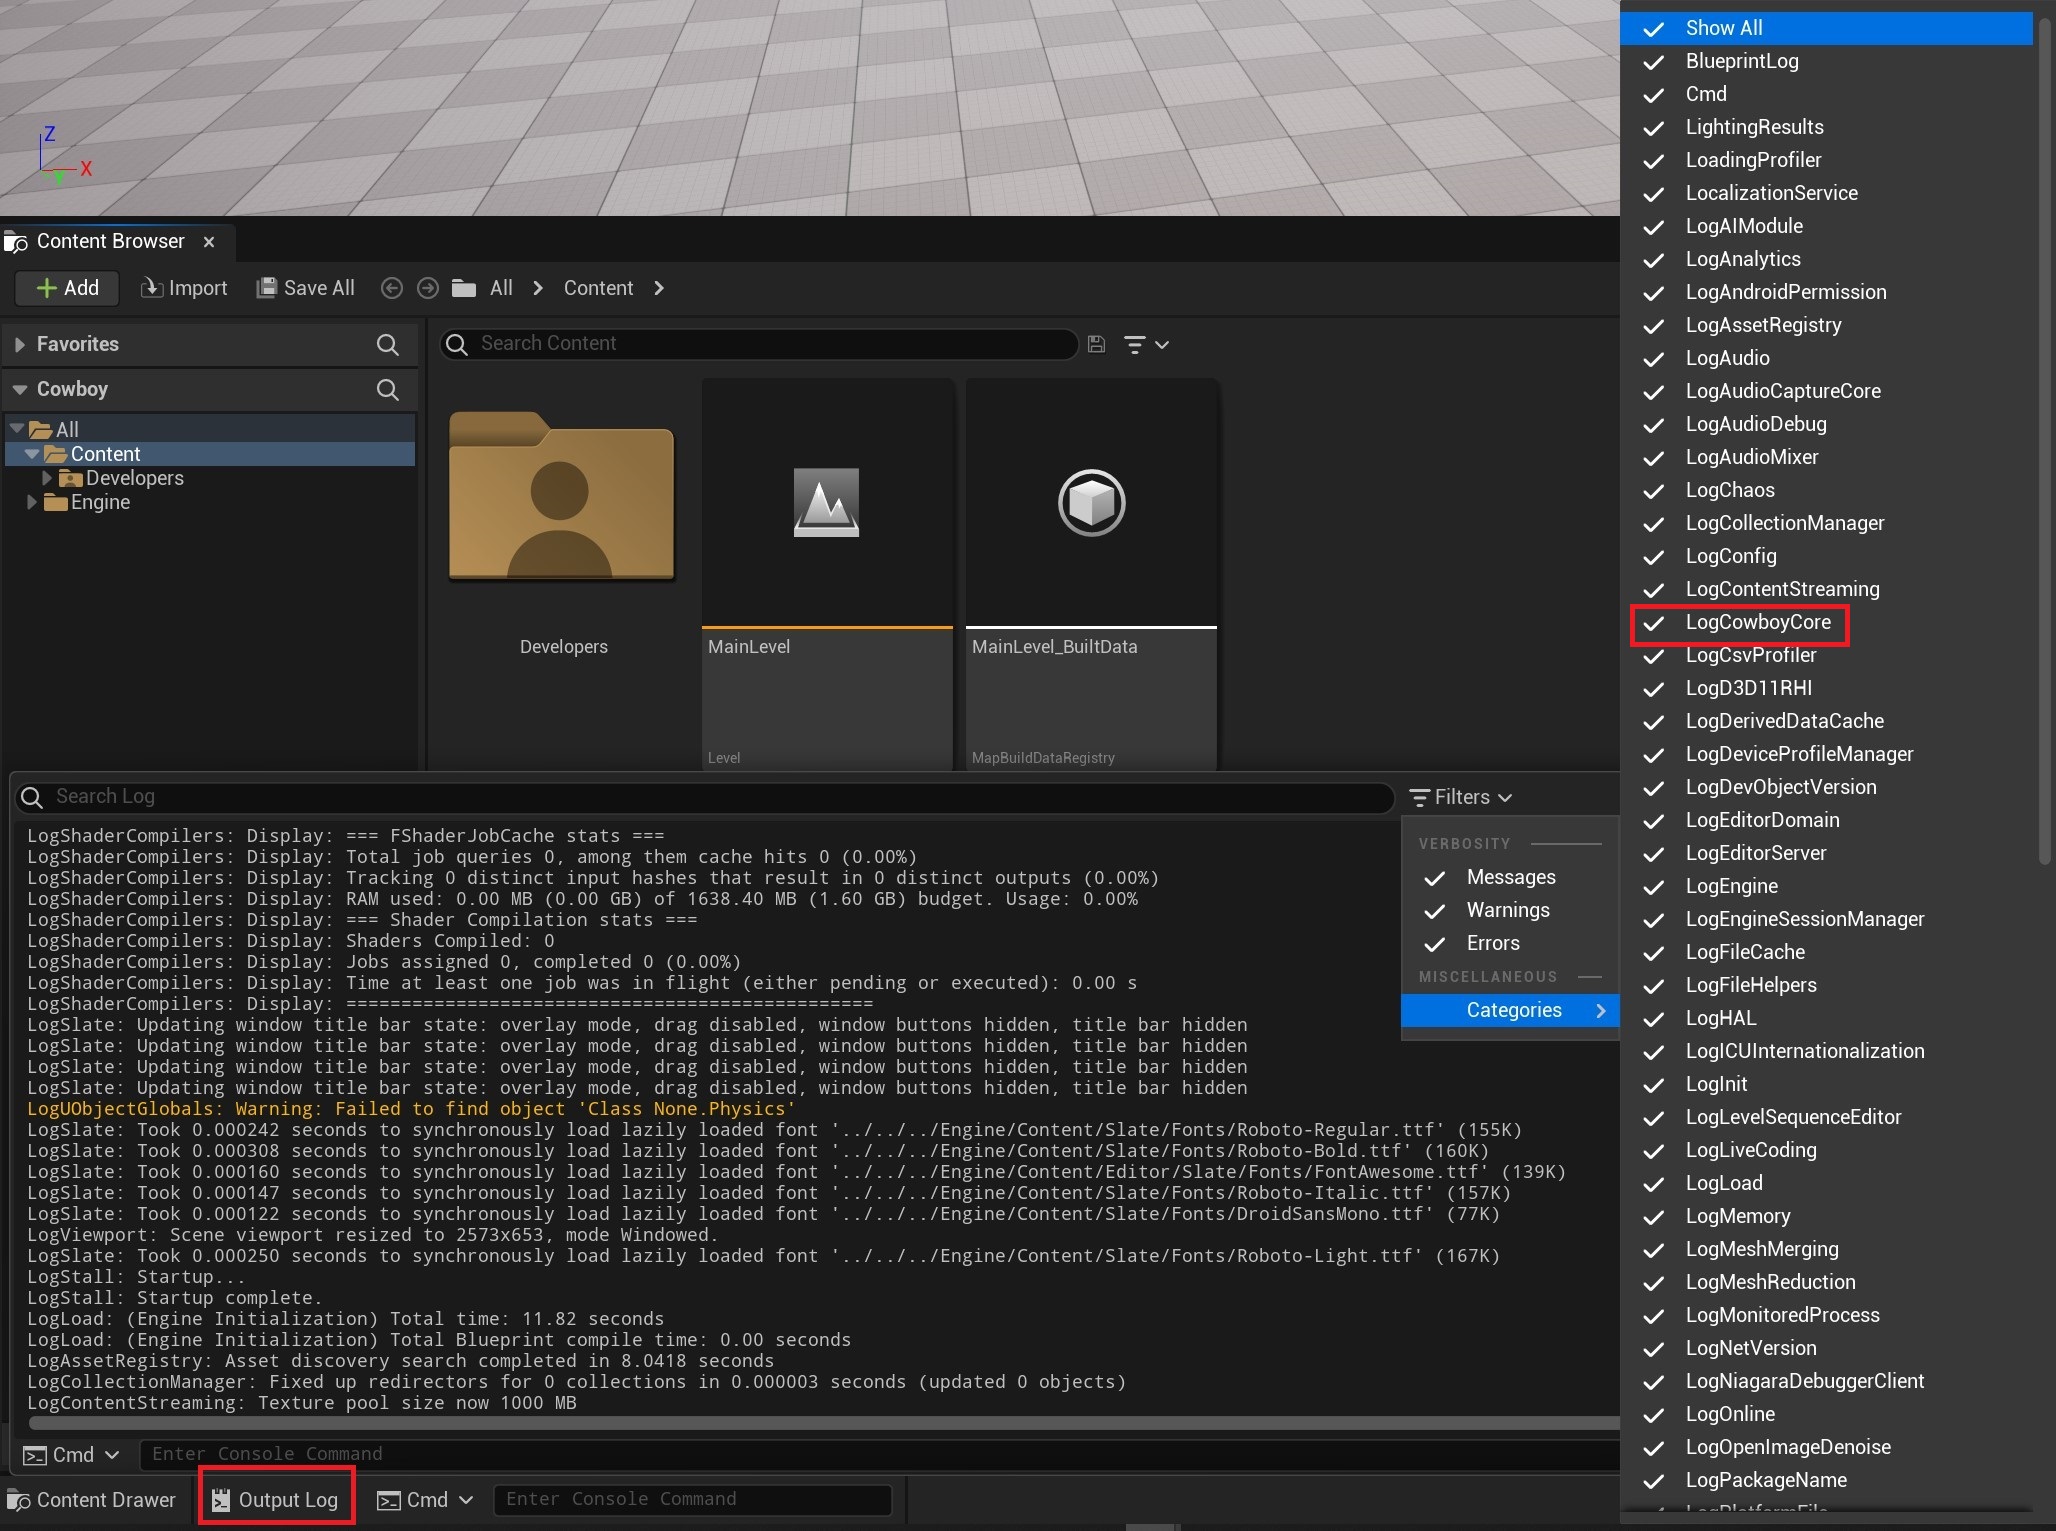 Z
X
Y
Content Browser
Add
Import
Save All
All
Content
Favorites
Cowboy
All
Content
Developers
Engine
Search Content
Developers
MainLevel
Level
MainLevel_BuiltData
MapBuildDataRegistry
Search Log
Filters
VERBOSITY
Messages
Warnings
Errors
MISCELLANEOUS
Categories
LogShaderCompilers: Display: === FShaderJobCache stats ===
LogShaderCompilers: Display: Total job queries 0, among them cache hits 0 (0.00%)
LogShaderCompilers: Display: Tracking 0 distinct input hashes that result in 0 distinct outputs (0.00%)
LogShaderCompilers: Display: RAM used: 0.00 MB (0.00 GB) of 1638.40 MB (1.60 GB) budget. Usage: 0.00%
LogShaderCompilers: Display: === Shader Compilation stats ===
LogShaderCompilers: Display: Shaders Compiled: 0
LogShaderCompilers: Display: Jobs assigned 0, completed 0 (0.00%)
LogShaderCompilers: Display: Time at least one job was in flight (either pending or executed): 0.00 s
LogShaderCompilers: Display: ================================================
LogSlate: Updating window title bar state: overlay mode, drag disabled, window buttons hidden, title bar hidden
LogSlate: Updating window title bar state: overlay mode, drag disabled, window buttons hidden, title bar hidden
LogSlate: Updating window title bar state: overlay mode, drag disabled, window buttons hidden, title bar hidden
LogSlate: Updating window title bar state: overlay mode, drag disabled, window buttons hidden, title bar hidden
LogUObjectGlobals: Warning: Failed to find object 'Class None.Physics'
LogSlate: Took 0.000242 seconds to synchronously load lazily loaded font '../../../Engine/Content/Slate/Fonts/Roboto-Regular.ttf' (155K)
LogSlate: Took 0.000308 seconds to synchronously load lazily loaded font '../../../Engine/Content/Slate/Fonts/Roboto-Bold.ttf' (160K)
LogSlate: Took 0.000160 seconds to synchronously load lazily loaded font '../../../Engine/Content/Editor/Slate/Fonts/FontAwesome.ttf' (139K)
LogSlate: Took 0.000147 seconds to synchronously load lazily loaded font '../../../Engine/Content/Slate/Fonts/Roboto-Italic.ttf' (157K)
LogSlate: Took 0.000122 seconds to synchronously load lazily loaded font '../../../Engine/Content/Slate/Fonts/DroidSansMono.ttf' (77K)
LogViewport: Scene viewport resized to 2573x653, mode Windowed.
LogSlate: Took 0.000250 seconds to synchronously load lazily loaded font '../../../Engine/Content/Slate/Fonts/Roboto-Light.ttf' (167K)
LogStall: Startup...
LogStall: Startup complete.
LogLoad: (Engine Initialization) Total time: 11.82 seconds
LogLoad: (Engine Initialization) Total Blueprint compile time: 0.00 seconds
LogAssetRegistry: Asset discovery search completed in 8.0418 seconds
LogCollectionManager: Fixed up redirectors for 0 collections in 0.000003 seconds (updated 0 objects)
LogContentStreaming: Texture pool size now 1000 MB
Cmd
Enter Console Command
Content Drawer
Output Log
Cmd
Enter Console Command
Show All
BlueprintLog
Cmd
LightingResults
LoadingProfiler
LocalizationService
LogAIModule
LogAnalytics
LogAndroidPermission
LogAssetRegistry
LogAudio
LogAudioCaptureCore
LogAudioDebug
LogAudioMixer
LogChaos
LogCollectionManager
LogConfig
LogContentStreaming
LogCowboyCore
LogCsvProfiler
LogD3D11RHI
LogDerivedDataCache
LogDeviceProfileManager
LogDevObjectVersion
LogEditorDomain
LogEditorServer
LogEngine
LogEngineSessionManager
LogFileCache
LogFileHelpers
LogHAL
LogICUInternationalization
LogInit
LogLevelSequenceEditor
LogLiveCoding
LogLoad
LogMemory
LogMeshMerging
LogMeshReduction
LogMonitoredProcess
LogNetVersion
LogNiagaraDebuggerClient
LogOnline
LogOpenImageDenoise
LogPackageName
LogPlatformFile